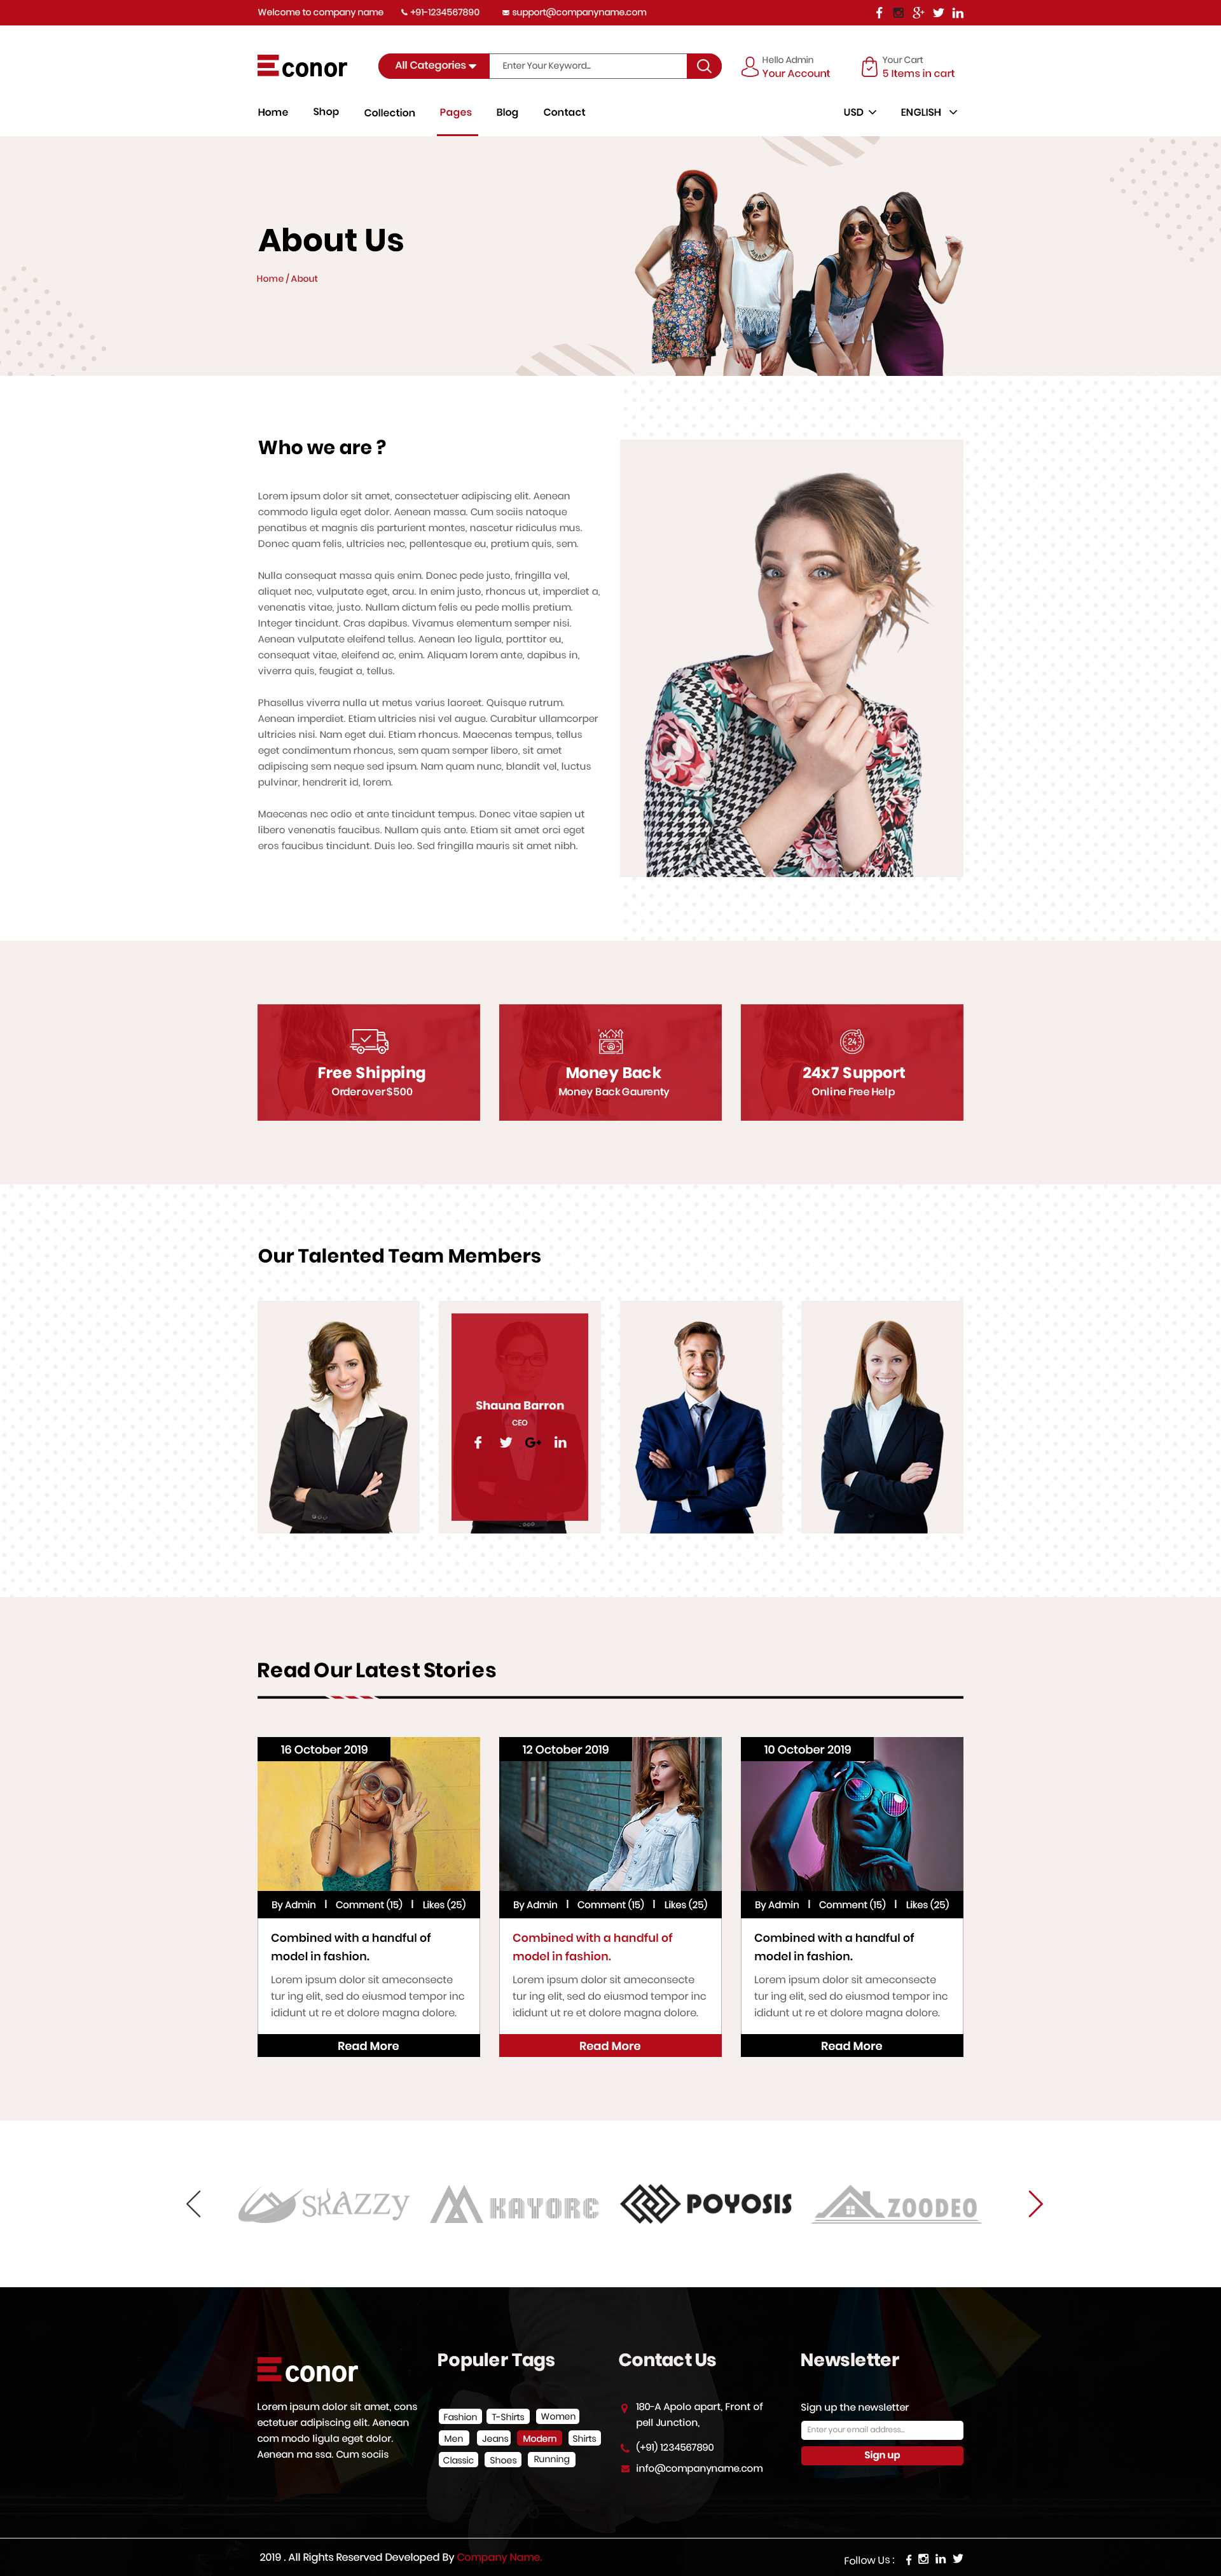 Welcome to company name +91-1234567890 support@companyname.com
Econor
All Categories Enter Your Keyword...
Hello Admin
Your Account
Your Cart
5 Items in cart
Home Shop Collection Pages Blog Contact USD ENGLISH
About Us
Home / About
Who we are ?
Lorem ipsum dolor sit amet, consectetuer adipiscing elit. Aenean
commodo ligula eget dolor. Aenean massa. Cum sociis natoque
penatibus et magnis dis parturient montes, nascetur ridiculus mus.
Donec quam felis, ultricies nec, pellentesque eu, pretium quis, sem.
Nulla consequat massa quis enim. Donec pede justo, fringilla vel,
aliquet nec, vulputate eget, arcu. In enim justo, rhoncus ut, imperdiet a,
venenatis vitae, justo. Nullam dictum felis eu pede mollis pretium.
Integer tincidunt. Cras dapibus. Vivamus elementum semper nisi.
Aenean vulputate eleifend tellus. Aenean leo ligula, porttitor eu,
consequat vitae, eleifend ac, enim. Aliquam lorem ante, dapibus in,
viverra quis, feugiat a, tellus.
Phasellus viverra nulla ut metus varius laoreet. Quisque rutrum.
Aenean imperdiet. Etiam ultricies nisi vel augue. Curabitur ullamcorper
ultricies nisi. Nam eget dui. Etiam rhoncus. Maecenas tempus, tellus
eget condimentum rhoncus, sem quam semper libero, sit amet
adipiscing sem neque sed ipsum. Nam quam nunc, blandit vel, luctus
pulvinar, hendrerit id, lorem.
Maecenas nec odio et ante tincidunt tempus. Donec vitae sapien ut
libero venenatis faucibus. Nullam quis ante. Etiam sit amet orci eget
eros faucibus tincidunt. Duis leo. Sed fringilla mauris sit amet nibh.
Free Shipping
Order over $500
Money Back
Money Back Gaurenty
24
24x7 Support
Online Free Help
Our Talented Team Members
Shauna Barron
CEO
Read Our Latest Stories
16 October 2019
By Admin | Comment (15) | Likes (25)
Combined with a handful of
model in fashion.
Lorem ipsum dolor sit ameconsecte
tur ing elit, sed do eiusmod tempor inc
ididunt ut re et dolore magna dolore.
Read More
12 October 2019
By Admin | Comment (15) | Likes (25)
Combined with a handful of
model in fashion.
Lorem ipsum dolor sit ameconsecte
tur ing elit, sed do eiusmod tempor inc
ididunt ut re et dolore magna dolore.
Read More
10 October 2019
By Admin | Comment (15) | Likes (25)
Combined with a handful of
model in fashion.
Lorem ipsum dolor sit ameconsecte
tur ing elit, sed do eiusmod tempor inc
ididunt ut re et dolore magna dolore.
Read More
SKAZZY KAYORE POYOSIS ZOODEO
Econor
Lorem ipsum dolor sit amet, cons
ectetuer adipiscing elit. Aenean
com modo ligula eget dolor.
Aenean ma ssa. Cum sociis
Populer Tags
Fashion T-Shirts Women
Men Jeans Modern Shirts
Classic Shoes Running
Contact Us
180-A Apolo apart, Front of
pell Junction,
(+91) 1234567890
info@companyname.com
Newsletter
Sign up the newsletter
Enter your email address...
Sign up
2019 . All Rights Reserved Developed By Company Name.
Follow Us :